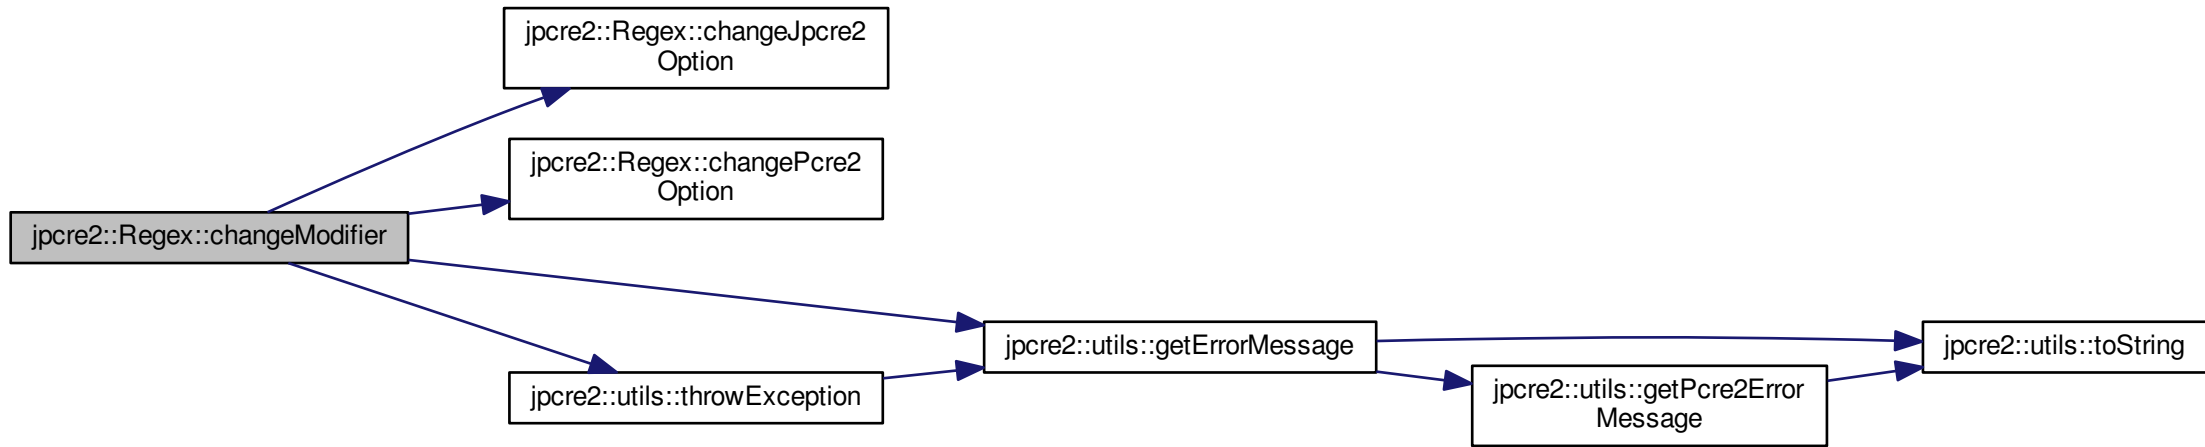 jpcre2::Regex::changeJpcre2
Option
jpcre2::Regex::changePcre2
Option
jpcre2::Regex::changeModifier
jpcre2::utils::getErrorMessage
jpcre2::utils::toString
jpcre2::utils::throwException
jpcre2::utils::getPcre2Error
Message